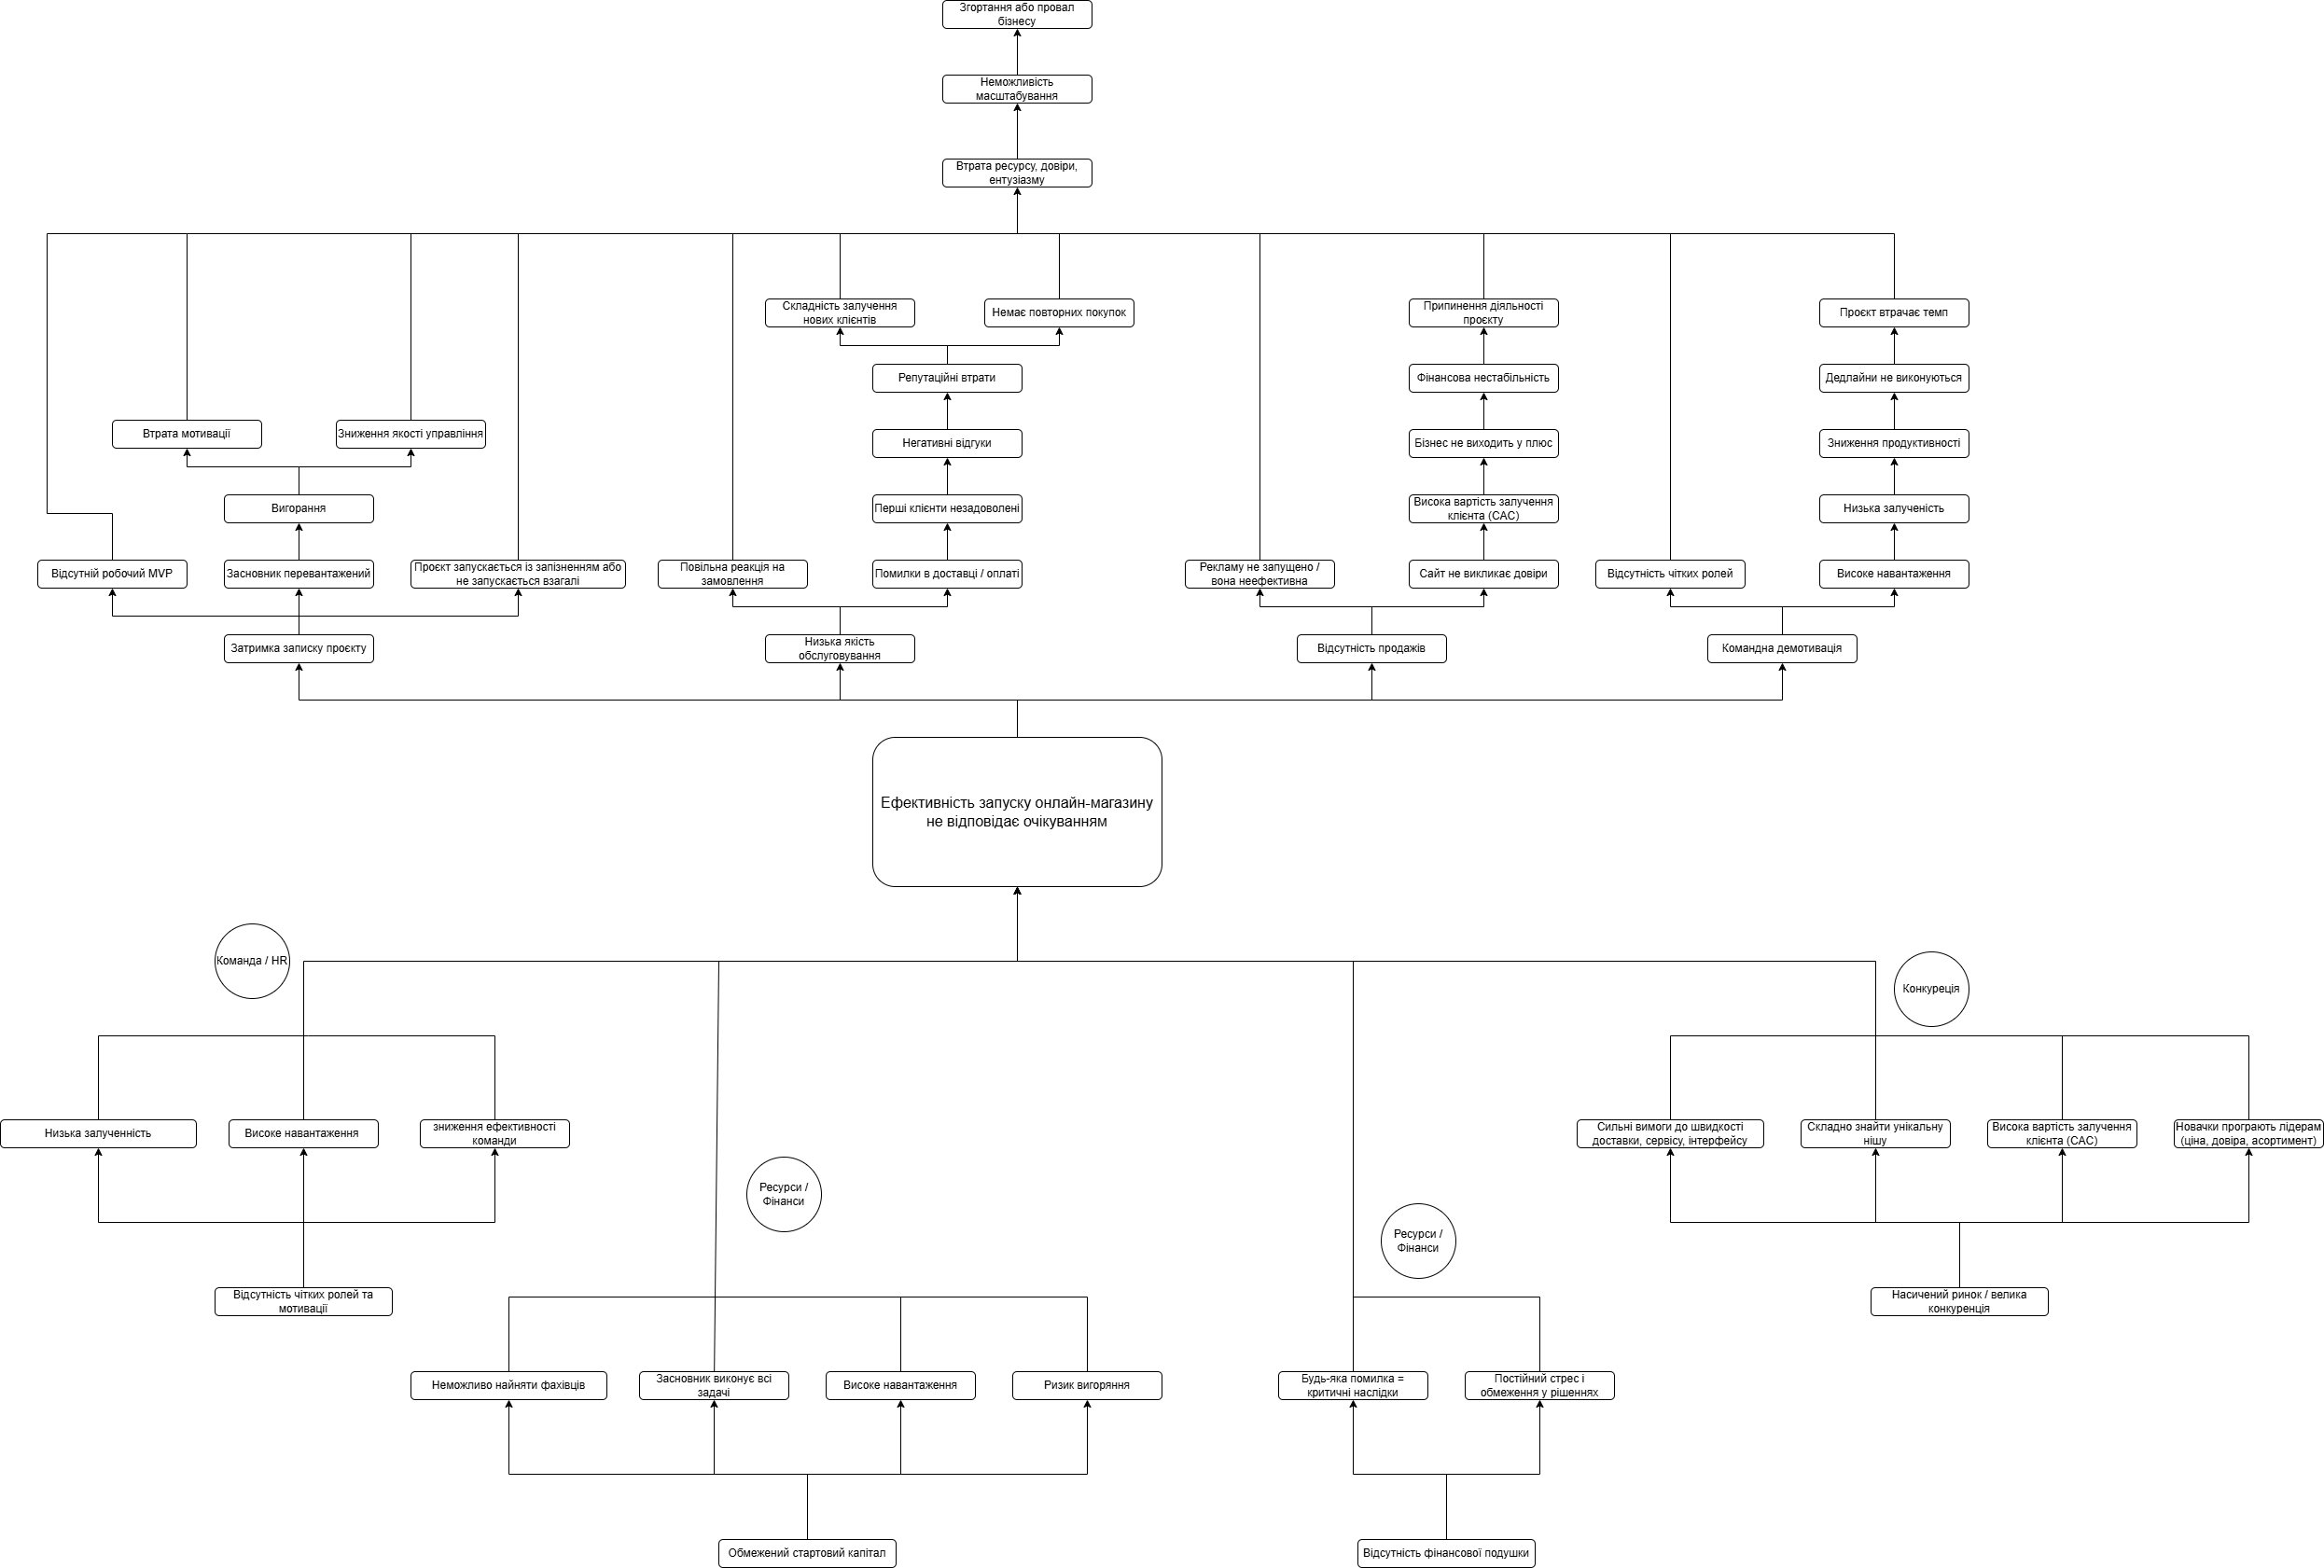 Згортання або провал
бізнесу
Неможливість
масштабування
Втрата ресурсу, довіри,
ентузіазму
Складність залучення
нових клієнтів
Немає повторних покупок
Припинення діяльності
проєкту
Проєкт втрачає темп
Репутаційні втрати
Фінансова нестабільність
Дедлайни не виконуються
Втрата мотивації
Зниження якості управління
Негативні відгуки
Бізнес не виходить у плюс
Зниження продуктивності
Вигорання
Перші клієнти незадоволені
Висока вартість залучення
клієнта (CAC)
Низька залученість
Відсутній робочий MVP
Засновник перевантажений
Проєкт запускається із запізненням або
не запускається взагалі
Повільна реакція на
замовлення
Помилки в доставці / оплаті
Рекламу не запущено /
вона неефективна
Сайт не викликає довіри
Відсутність чітких ролей
Високе навантаження
Затримка записку проєкту
Низька якість
обслуговування
Відсутність продажів
Командна демотивація
Ефективність запуску онлайн-магазину
не відповідає очікуванням
Команда / HR
Конкуреція
Низька залученність
Високе навантаження
зниження ефективності
команди
Сильні вимоги до швидкості
доставки, сервісу, інтерфейсу
Складно знайти унікальну
нішу
Висока вартість залучення
клієнта (CAC)
Новачки програють лідерам
(ціна, довіра, асортимент)
Ресурси /
Фінанси
Ресурси /
Фінанси
Відсутність чітких ролей та
мотивації
Насичений ринок / велика
конкуренція
Неможливо найняти фахівців
Засновник виконує всі
задачі
Високе навантаження
Ризик вигоряння
Будь-яка помилка =
критичні наслідки
Постійний стрес і
обмеження у рішеннях
Обмежений стартовий капітал
Відсутність фінансової подушки